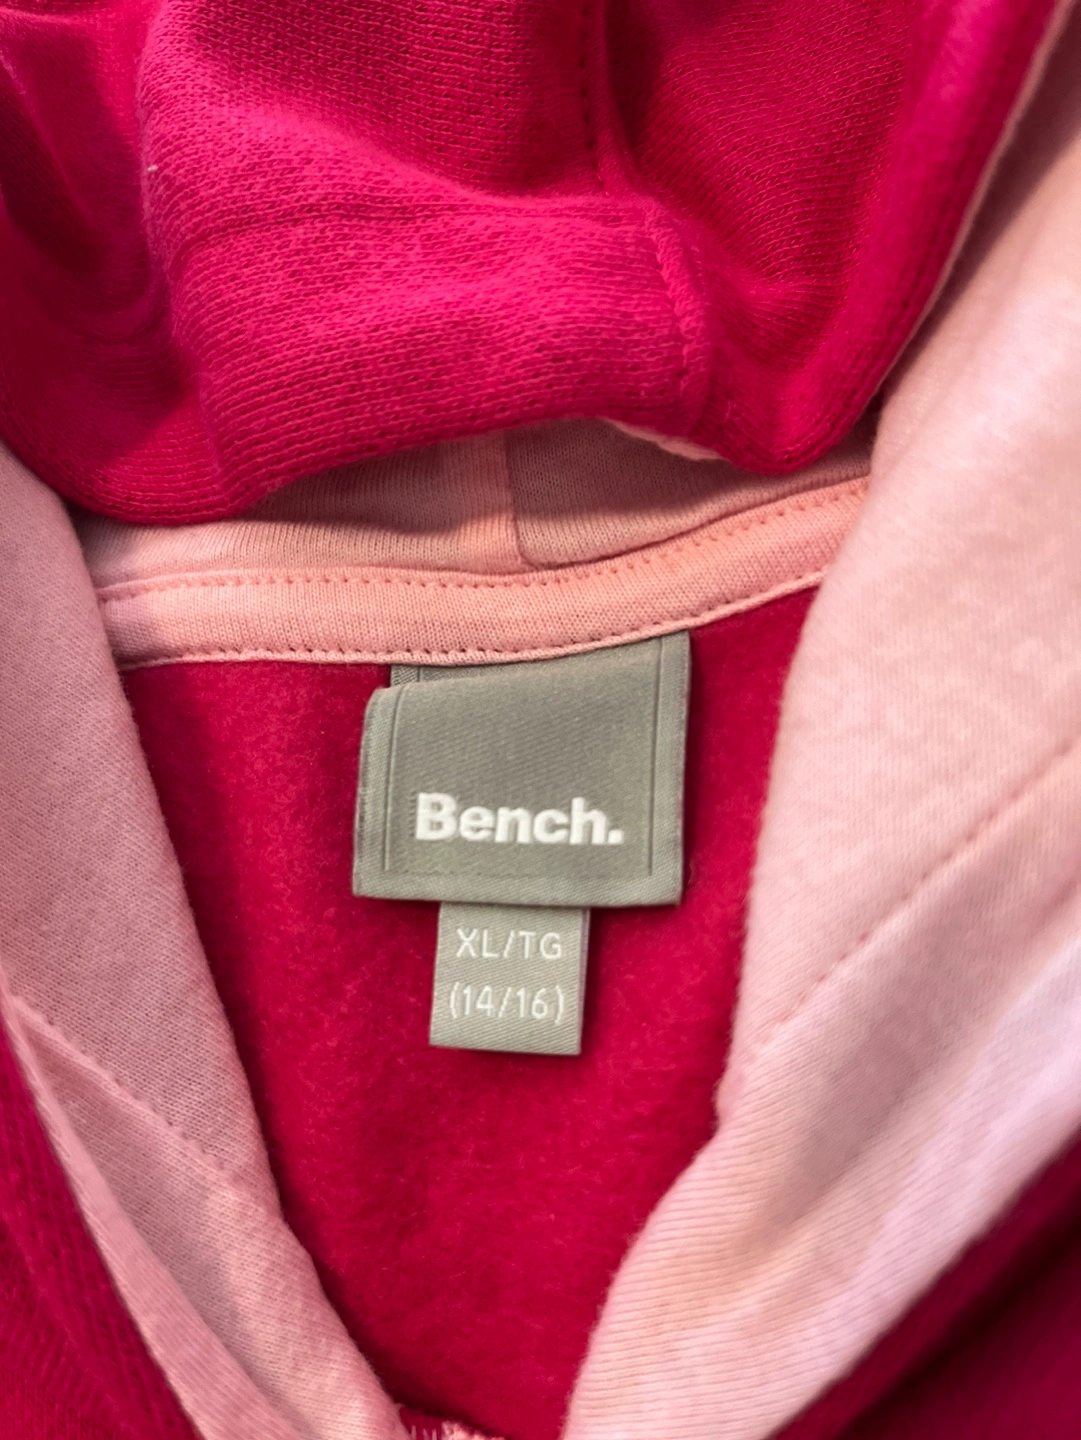 Bench.
XL/TG
(14/16)